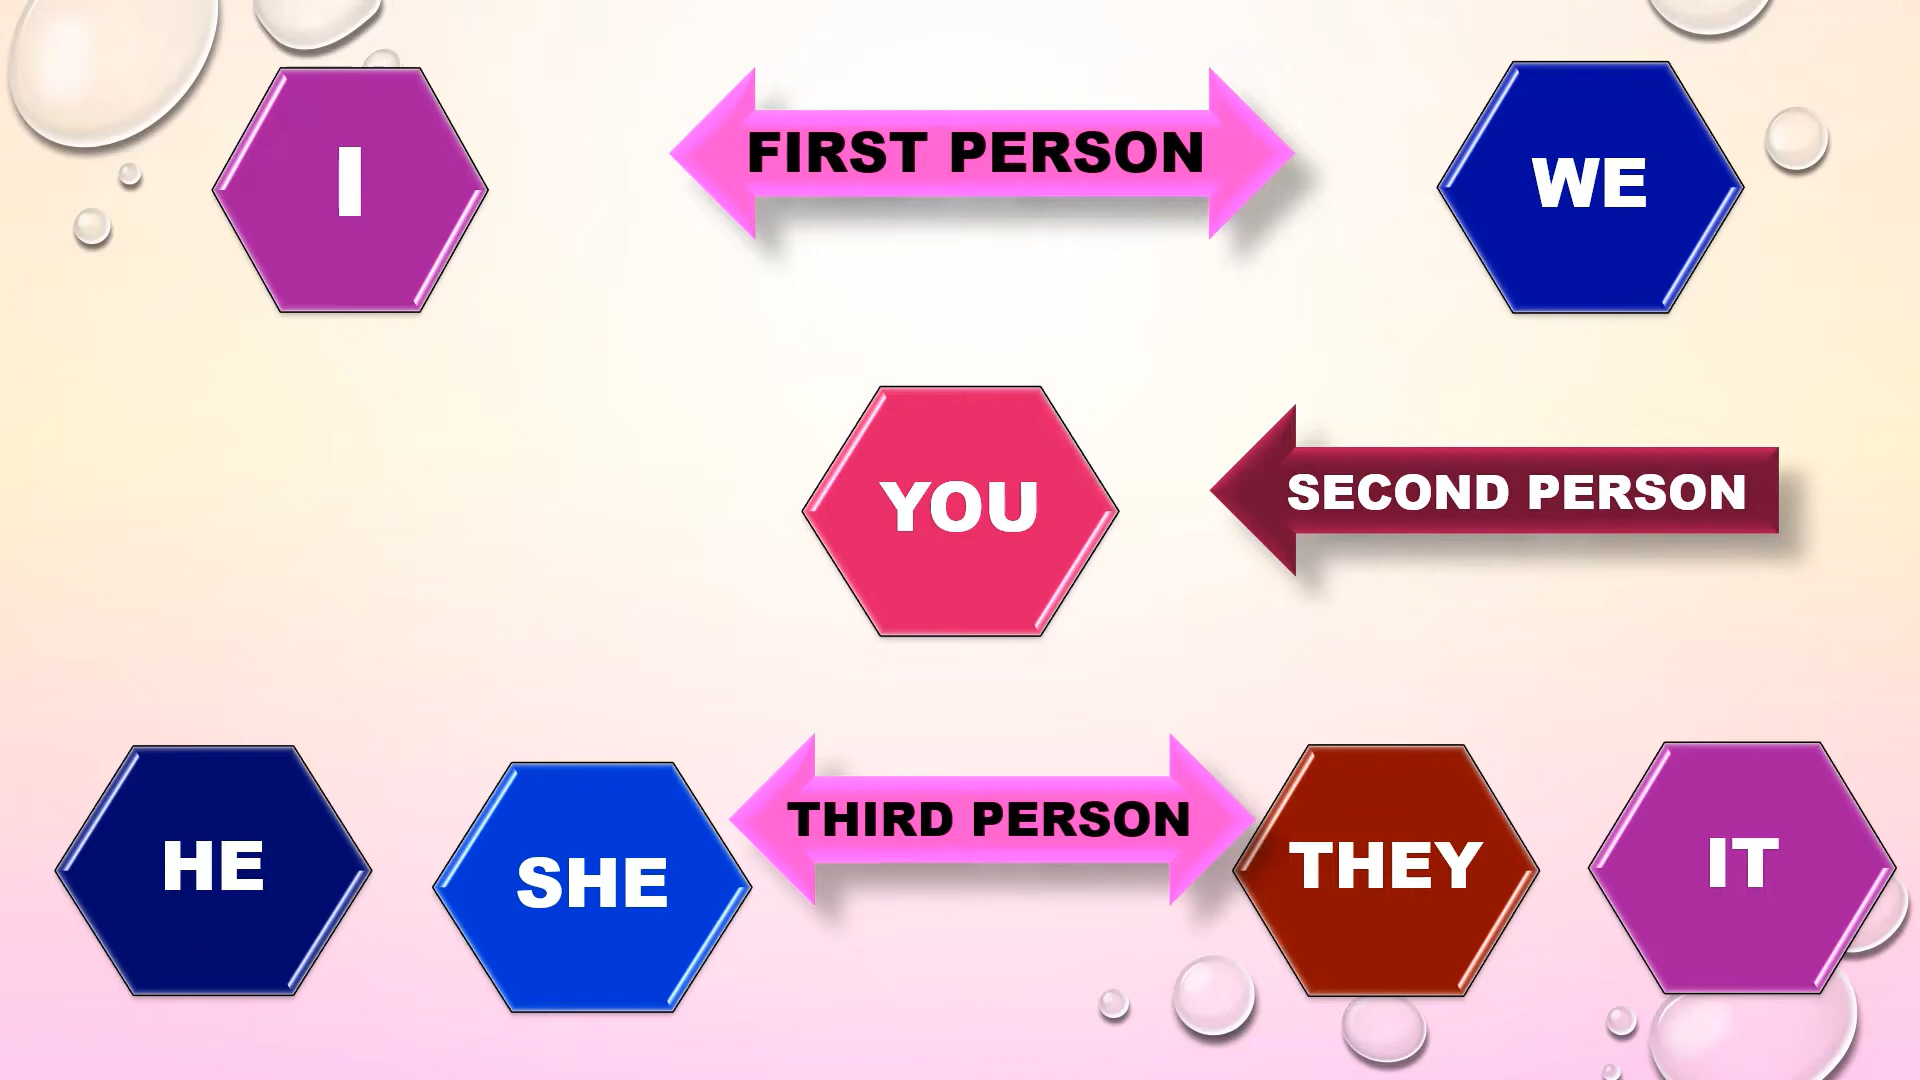 I
FIRST PERSON
WE
YOU
SECOND PERSON
HE
SHE
THIRD PERSON
THEY
IT